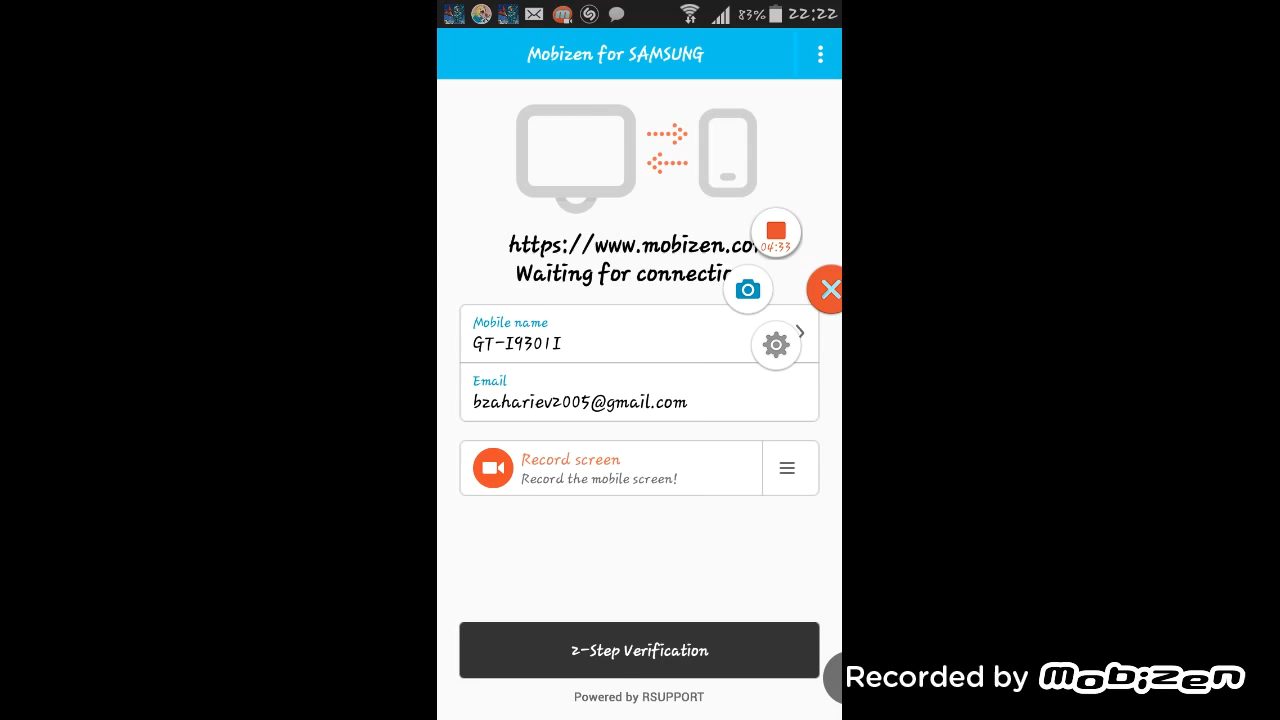 83% 22:22
Mobizen for SAMSUNG
https://www.mobizen.co
04:33
Waiting for connectio
Mobile name
GT-I9301I
Email
bzahariev2005@gmail.com
Record screen
Record the mobile screen!
2-Step Verification
Powered by RSUPPORT
Recorded by mobizen